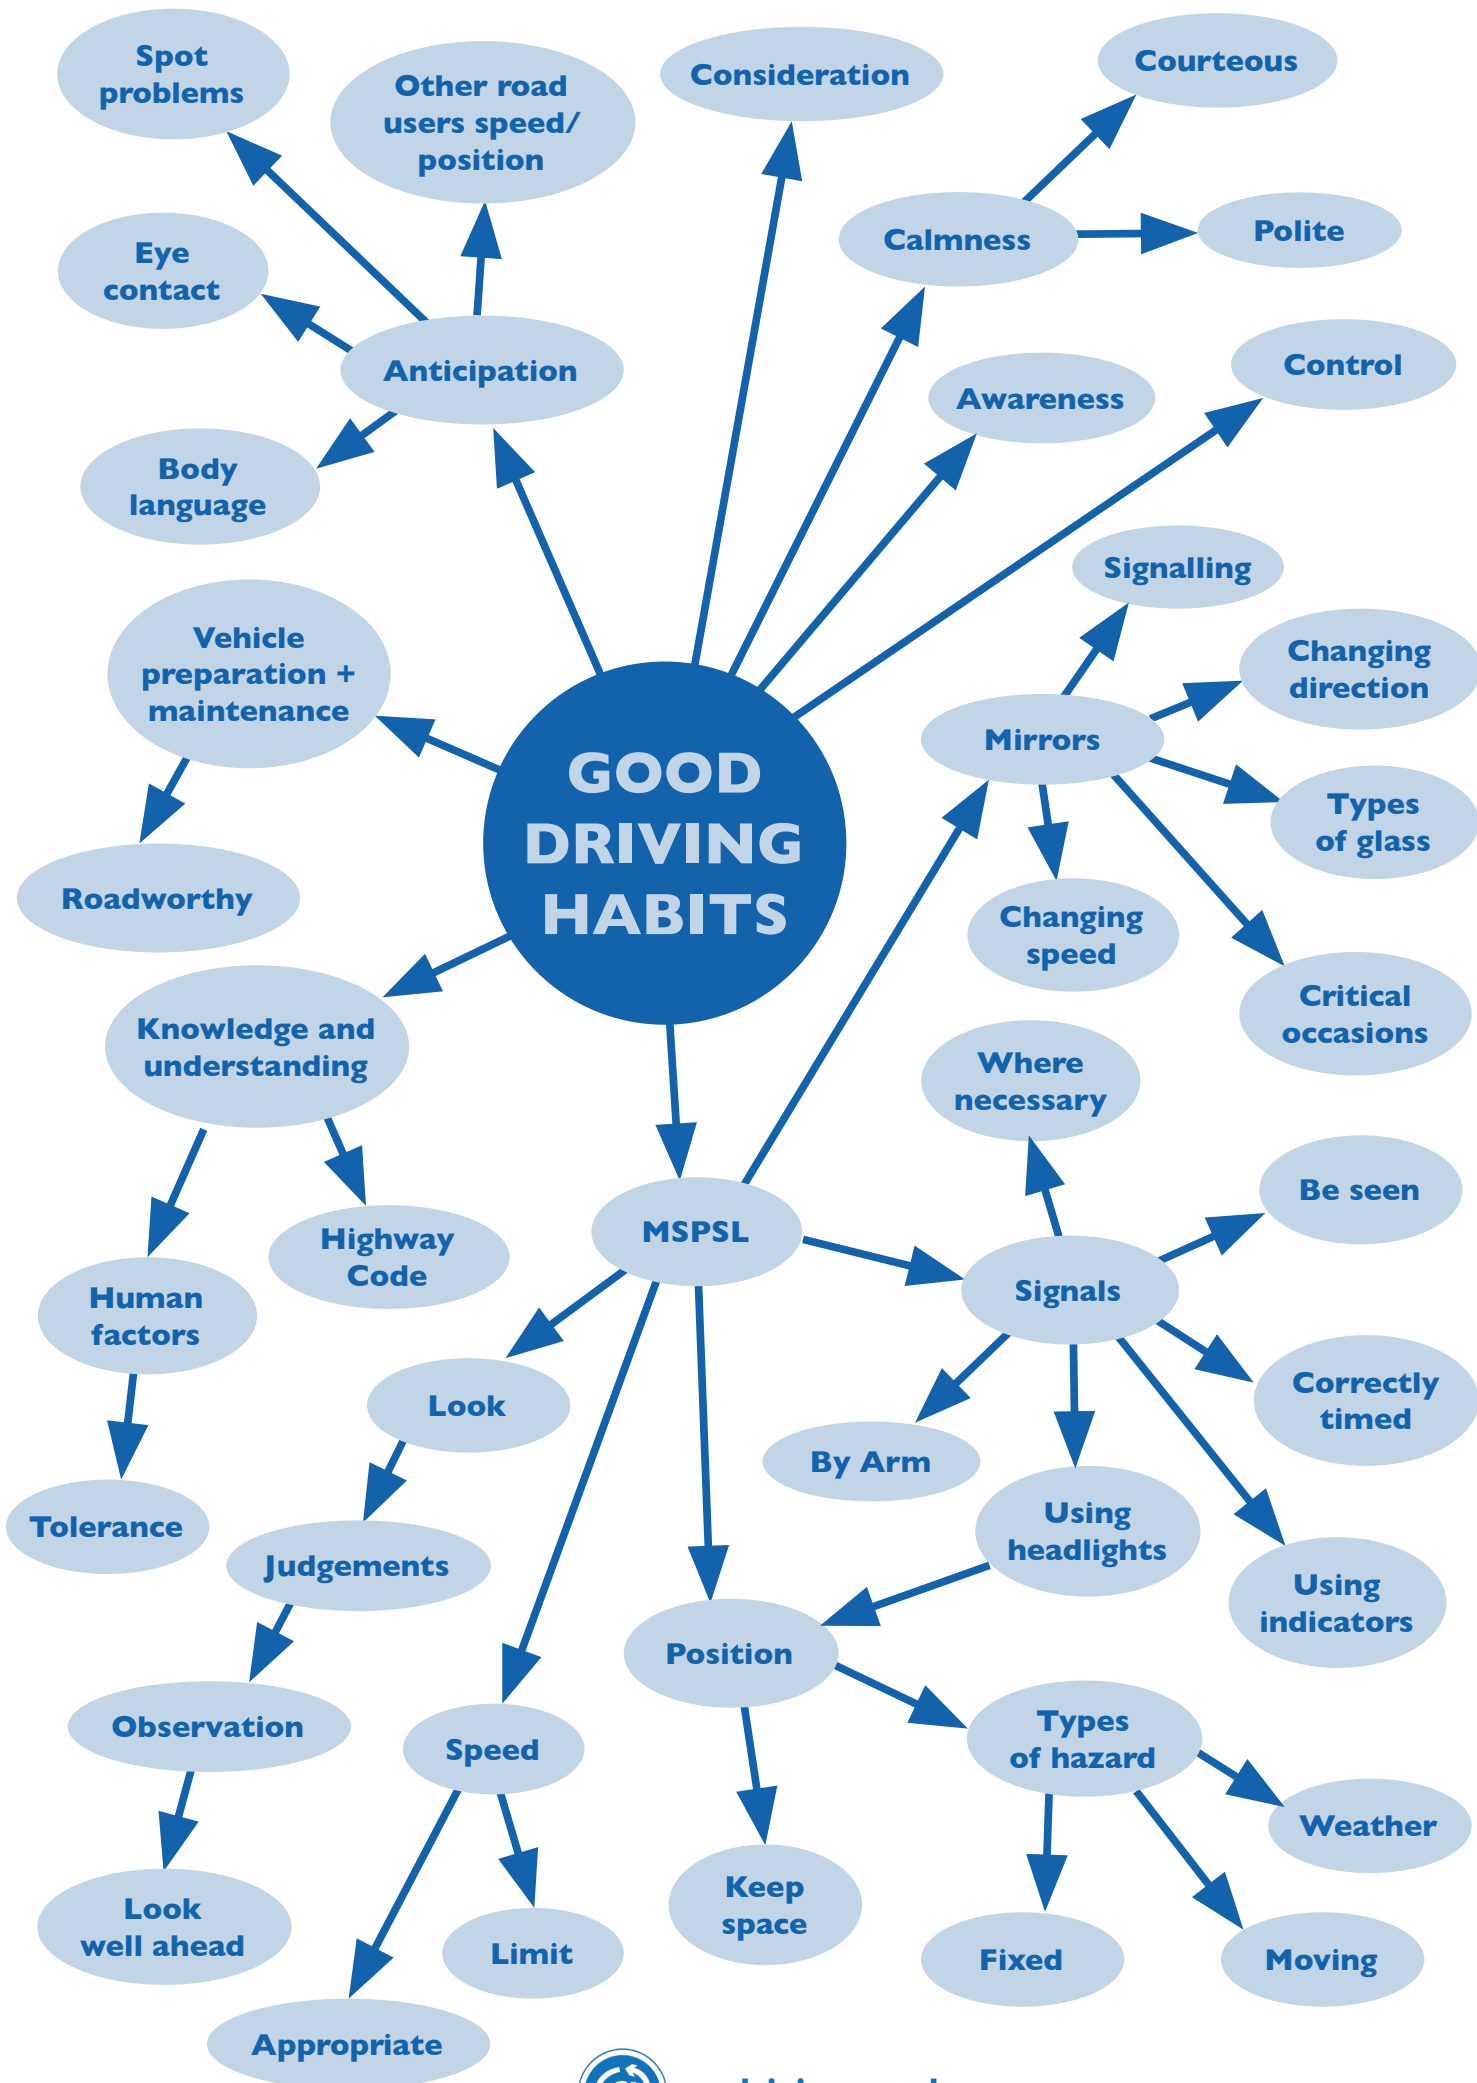 Spot
problems
Other road
users speed/
position
Consideration
Courteous
Eye
contact
Calmness
Polite
Anticipation
Awareness
Control
Body
language
Signalling
Vehicle
preparation +
maintenance
Changing
direction
Mirrors
GOOD
DRIVING
HABITS
Types
of glass
Roadworthy
Changing
speed
Critical
occasions
Knowledge and
understanding
Where
necessary
Be seen
Highway
Code
MSPSL
Signals
Human
factors
Look
Correctly
timed
By Arm
Tolerance
Judgements
Using
headlights
Using
indicators
Position
Observation
Speed
Types
of hazard
Weather
Look
well ahead
Limit
Keep
space
Fixed
Moving
Appropriate